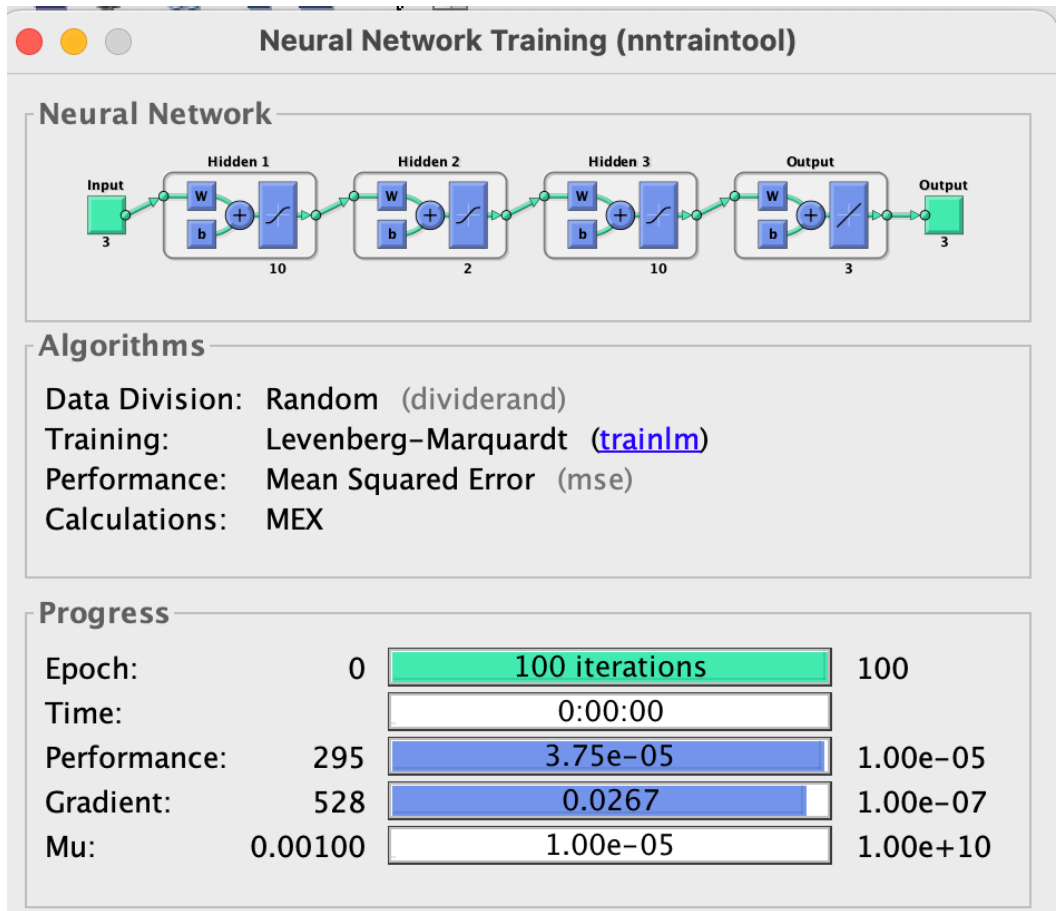 Neural Network Training (nntraintool)
Neural Network
Hidden 1 Hidden 2 Hidden 3 Output
Input Output
W W W W
+ + + +
b b b b
3 3
10 2 10 3
Algorithms
Data Division: Random (dividerand)
Training: Levenberg-Marquardt (trainlm)
Performance: Mean Squared Error (mse)
Calculations: MEX
Progress
Epoch: 0 100 iterations 100
Time: 0:00:00
Performance: 295 3.75e-05 1.00e-05
Gradient: 528 0.0267 1.00e-07
Mu: 0.00100 1.00e-05 1.00e+10